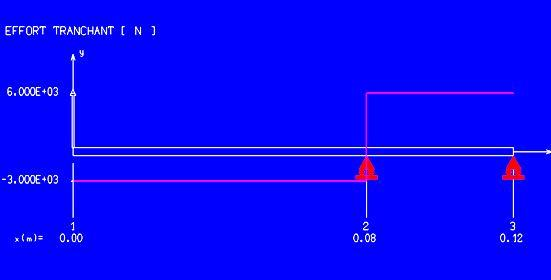 EFFORT TRANCHANT [ N ]
y
6.000E+03
-3.000E+03
1 2 3
x(m)= 0.00 0.08 0.12